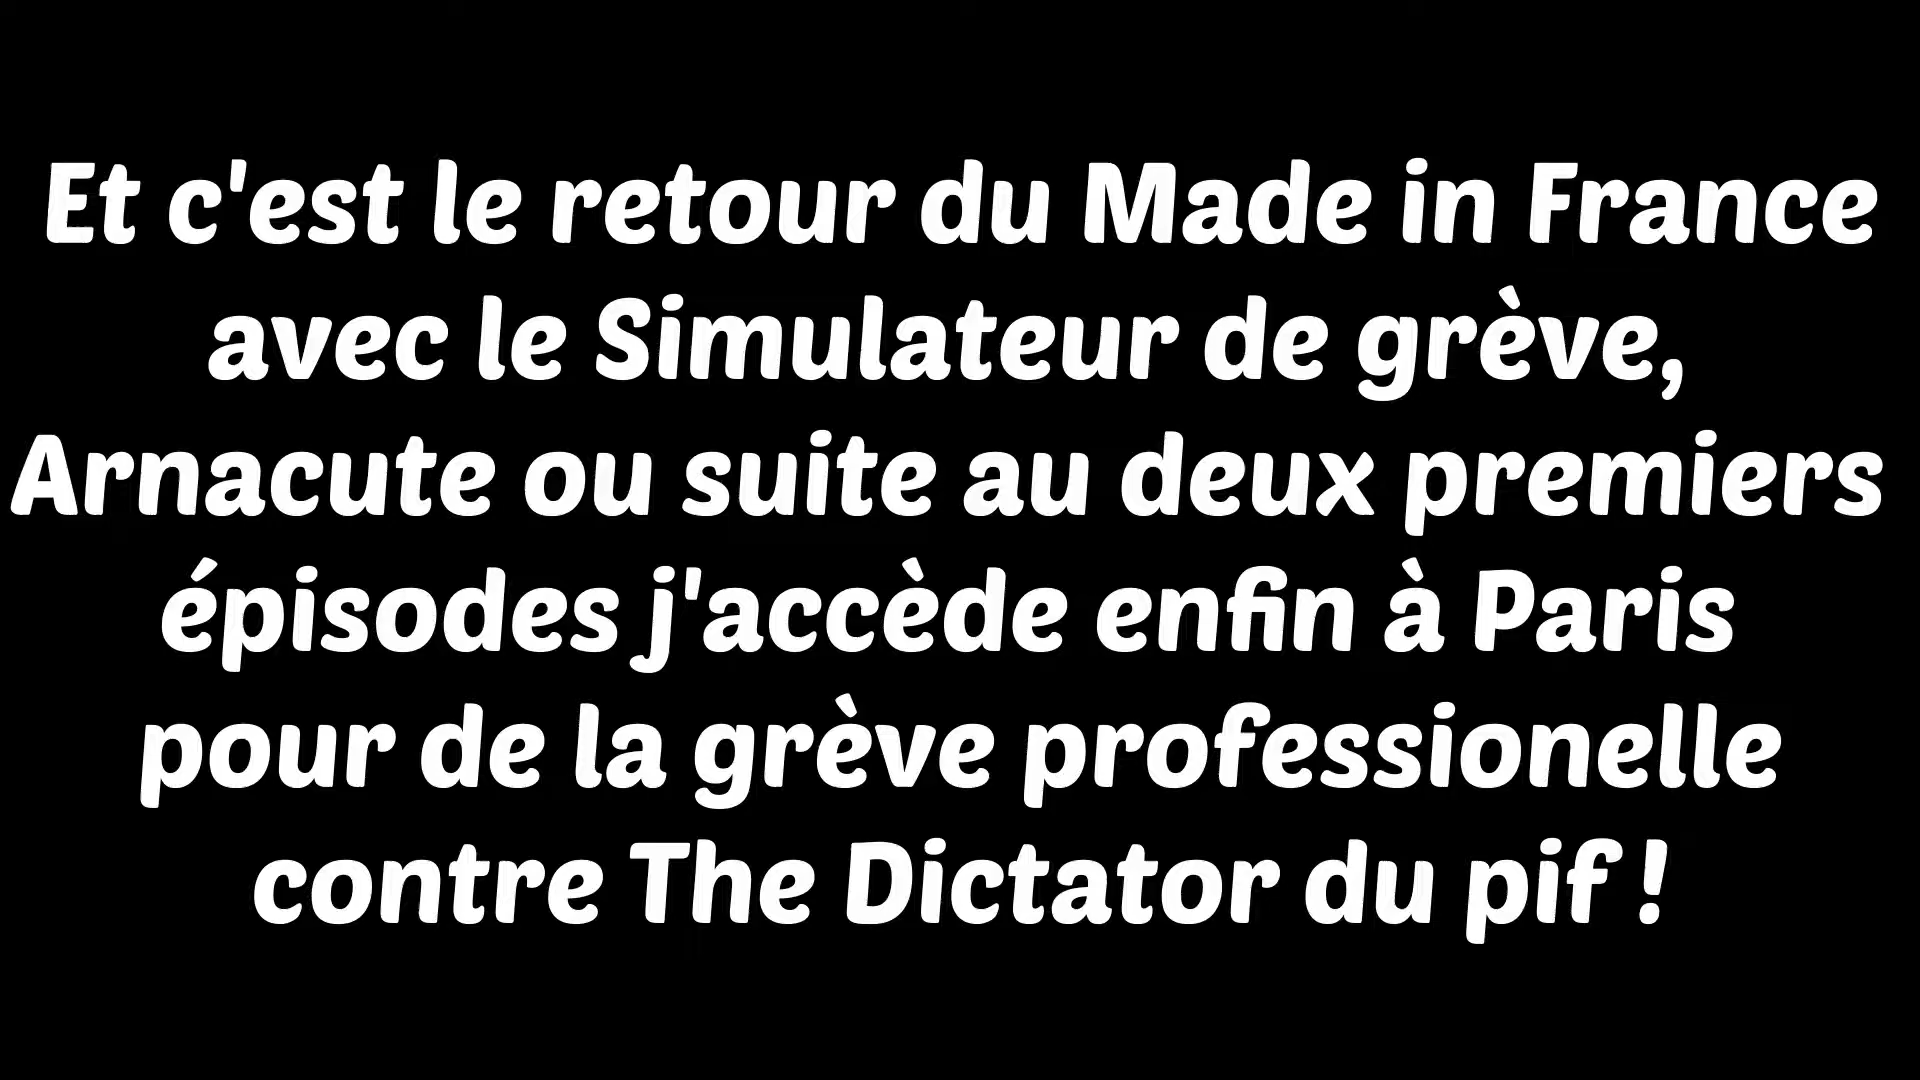 Et c'est le retour du Made in France
avec le Simulateur de grève,
Arnacute ou suite au deux premiers
épisodes j'accède enfin à Paris
pour de la grève professionelle
contre The Dictator du pif !